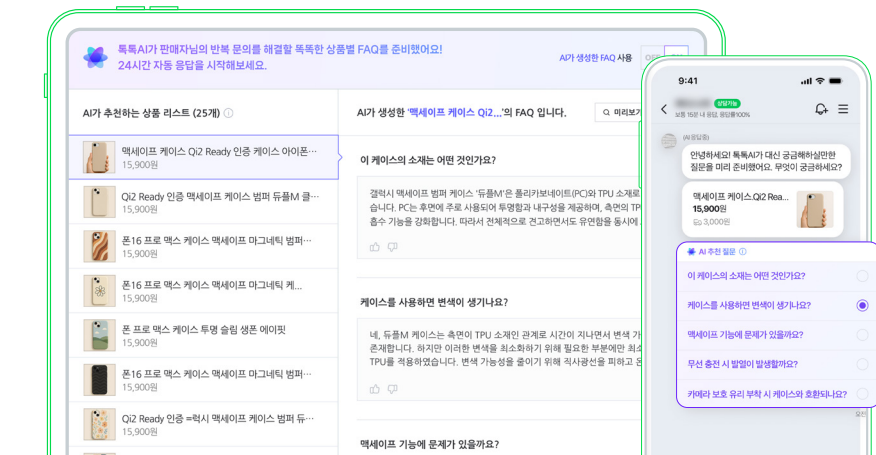 톡톡AI가 판매자님의 반복 문의를 해결할 똑똑한 상품별 FAQ를 준비했어요!
24시간 자동 응답을 시작해보세요.
AI가 생성한 FAQ 사용
AI가 추천하는 상품 리스트 (25개)
맥세이프 케이스 Qi2 Ready 인증 케이스 아이폰…
15,900원
Qi2 Ready 인증 맥세이프 케이스 범퍼 듀플M 클…
15,900원
폰16 프로 맥스 케이스 맥세이프 마그네틱 범퍼…
15,900원
폰16 프로 맥스 케이스 맥세이프 마그네틱 케...
15,900원
폰 프로 맥스 케이스 투명 슬림 생폰 에이핏
15,900원
폰16 프로 맥스 케이스 맥세이프 마그네틱 범퍼…
15,900원
Qi2 Ready 인증 =럭시 맥세이프 케이스 범퍼 듀…
15,900원
AI가 생성한 '맥세이프 케이스 Qi2,,,'의 FAQ 입니다.
미리보기
이 케이스의 소재는 어떤 것인가요?
갤럭시 맥세이프 범퍼 케이스 '듀플M'은 폴리카보네이트(PC)와 TPU 소재로
습니다. PC는 후면에 주로 사용되어 투명함과 내구성을 제공하며, 측면의 TP
흡수 기능을 강화합니다. 따라서 전체적으로 견고하면서도 유연함을 동시에
케이스를 사용하면 변색이 생기나요?
네, 듀플M 케이스는 측면이 TPU 소재인 관계로 시간이 지나면서 변색 가
존재합니다. 하지만 이러한 변색을 최소화하기 위해 필요한 부분에만 최소
TPU를 적용하였습니다. 변색 가능성을 줄이기 위해 직사광선을 피하고 온
맥세이프 기능에 문제가 있을까요?
9:41
상담가능
보통 15분 내 응답, 응답률100%
(AI응답중)
안녕하세요! 톡톡AI가 대신 궁금해하실만한
질문을 미리 준비했어요. 무엇이 궁금하세요?
맥세이프 케이스.Qi2 Rea...
15,900원
3,000원
AI 추천 질문
이 케이스의 소재는 어떤 것인가요?
케이스를 사용하면 변색이 생기나요?
맥세이프 기능에 문제가 있을까요?
무선 충전 시 발열이 발생할까요?
카메라 보호 유리 부착 시 케이스와 호환되나요?
오전